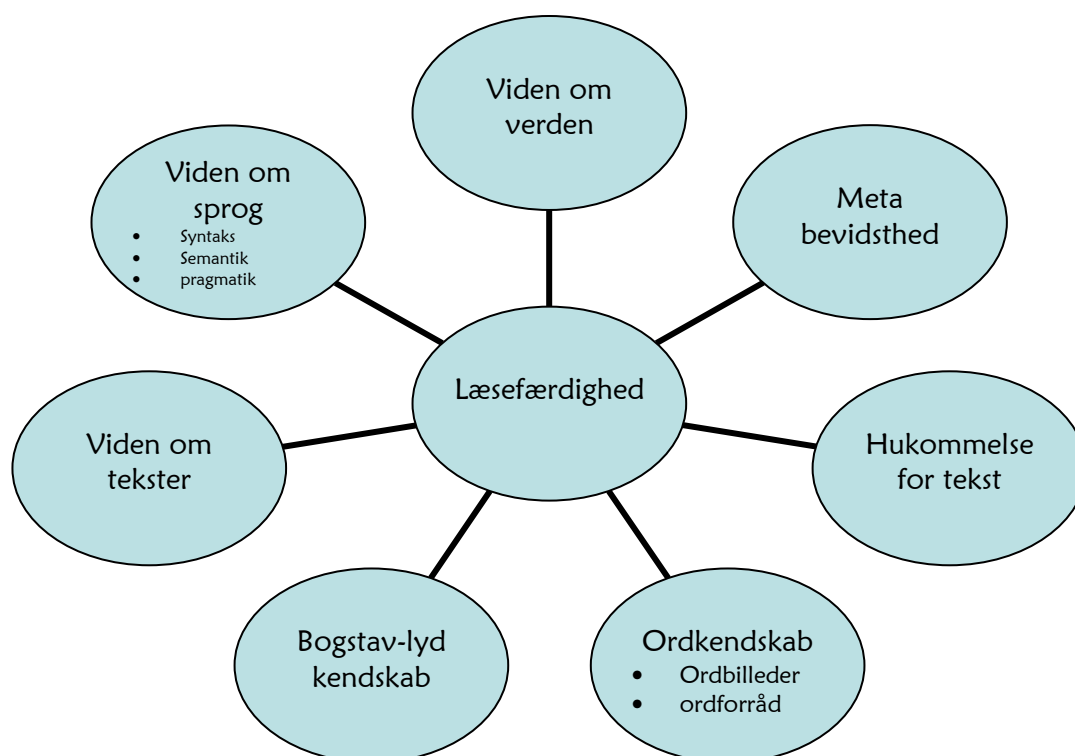 Viden om
verden
Viden om
sprog
• Syntaks
• Semantik
• pragmatik
Meta
bevidsthed
Læsefærdighed
Viden om
tekster
Hukommelse
for tekst
Bogstav-lyd
kendskab
Ordkendskab
• Ordbilleder
• ordforråd